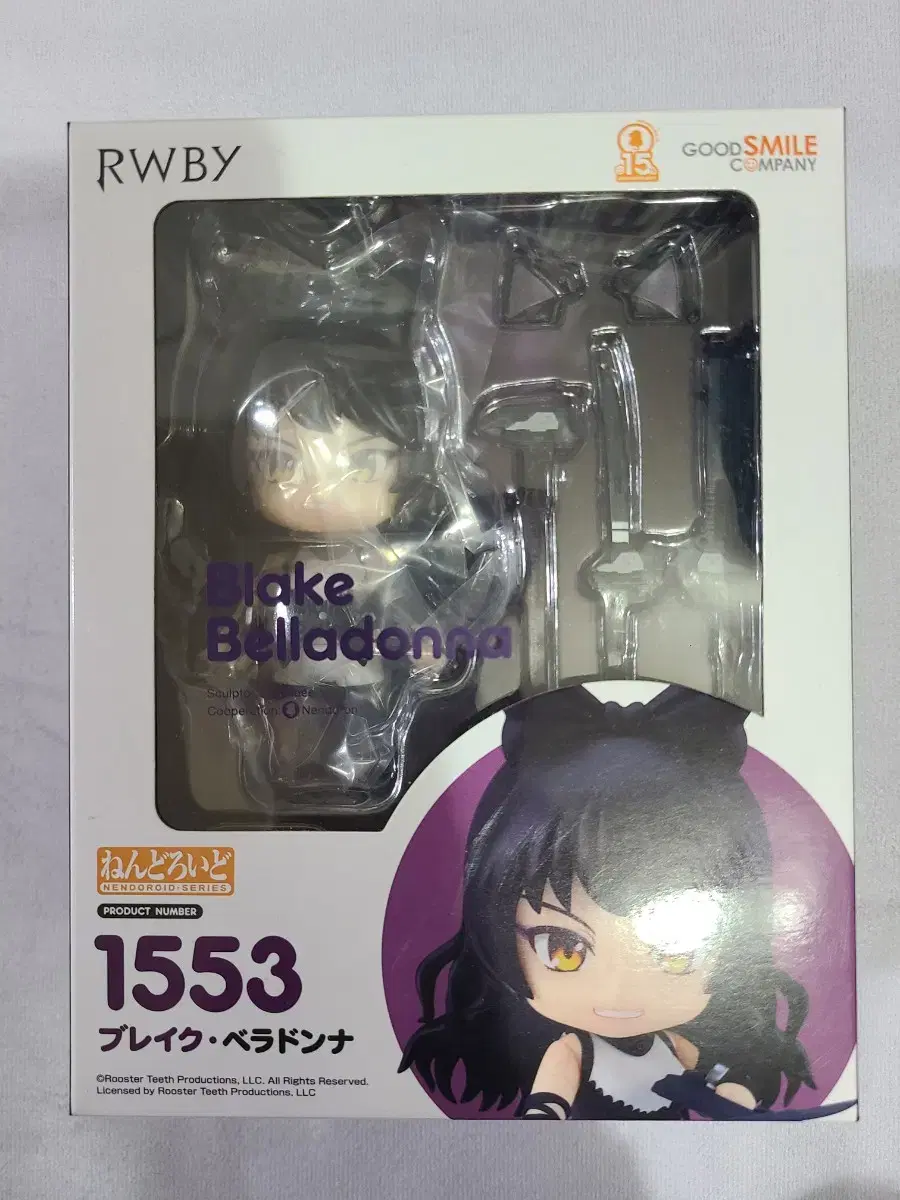 RWBY
15
GOOD SMILE
COMPANY
Blake
Belladonna
Cooperation: Nendoron
ねんどろいど
NENDOROID·SERIES
PRODUCT NUMBER
1553
ブレイク・ベラドンナ
©Rooster Teeth Productions, LLC. All Rights Reserved.
Licensed by Rooster Teeth Productions, LLC